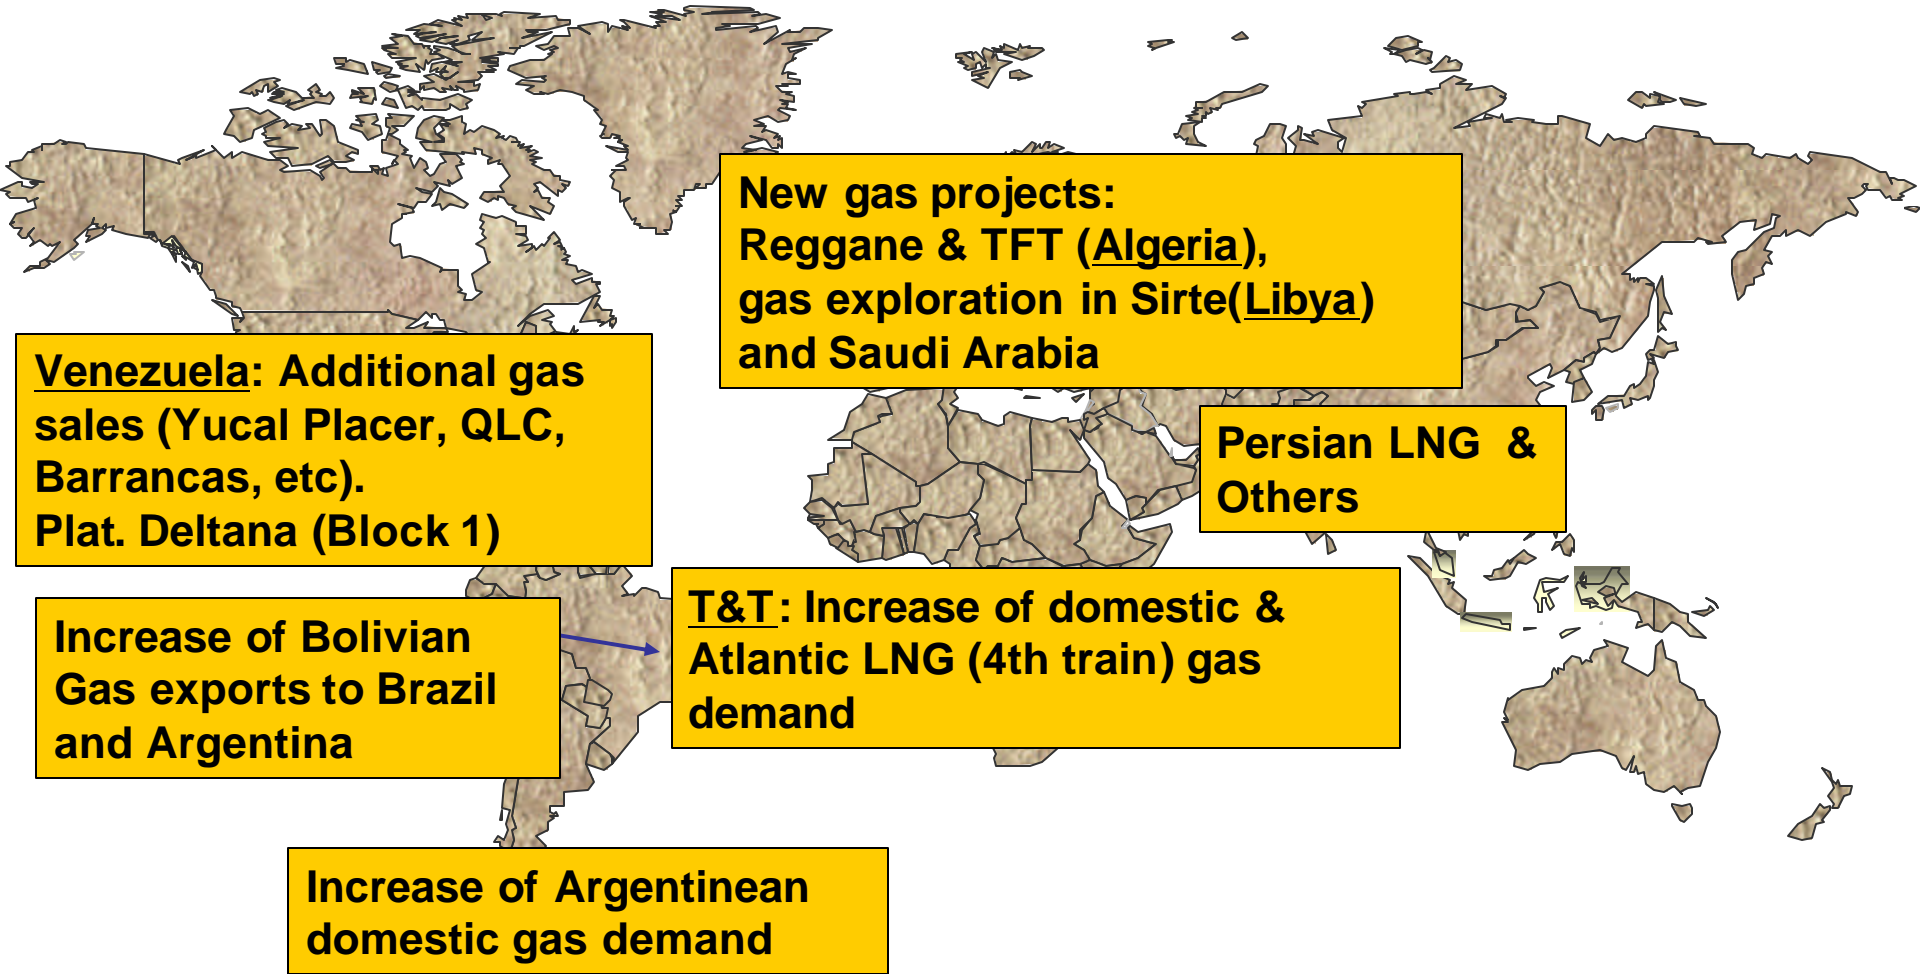 New gas projects:
Reggane & TFT (Algeria),
gas exploration in Sirte(Libya)
and Saudi Arabia
Venezuela: Additional gas
sales (Yucal Placer, QLC,
Barrancas, etc).
Plat. Deltana (Block 1)
Persian LNG &
Others
Increase of Bolivian
Gas exports to Brazil
and Argentina
T&T: Increase of domestic &
Atlantic LNG (4th train) gas
demand
Increase of Argentinean
domestic gas demand